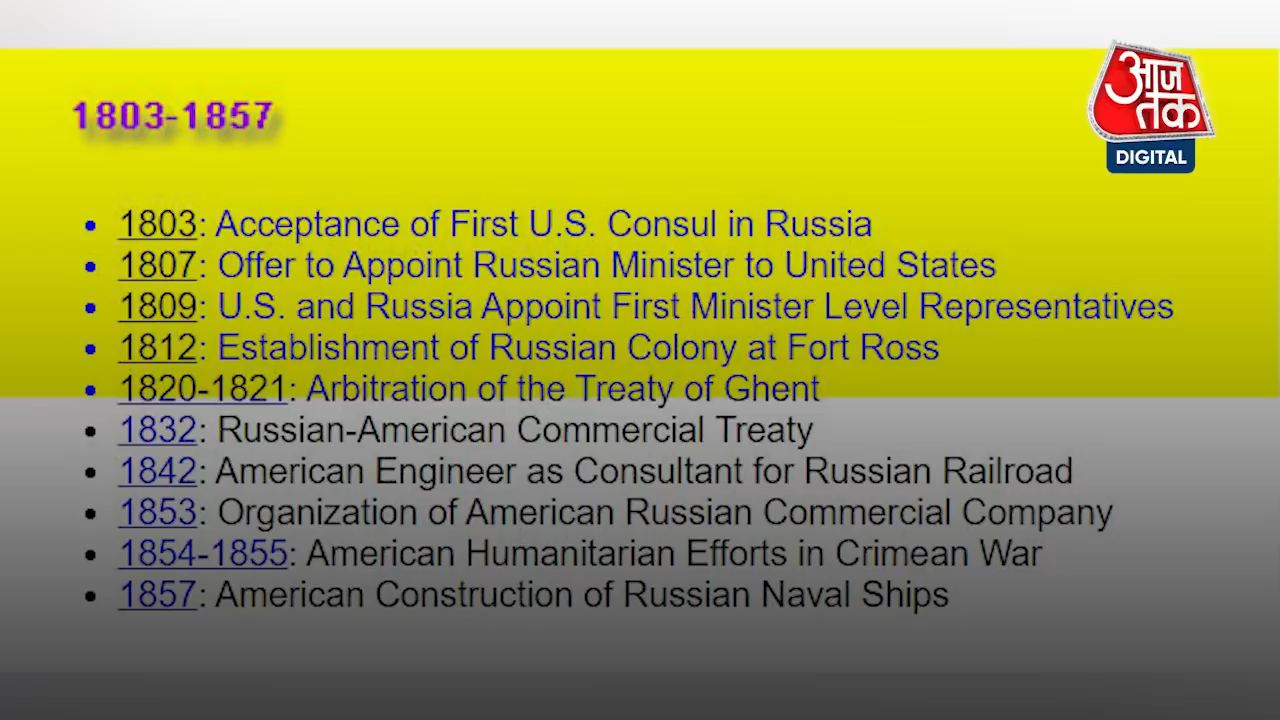 आज
तक
DIGITAL
1803-1857
• 1803: Acceptance of First U.S. Consul in Russia
• 1807: Offer to Appoint Russian Minister to United States
• 1809: U.S. and Russia Appoint First Minister Level Representatives
• 1812: Establishment of Russian Colony at Fort Ross
• 1820-1821: Arbitration of the Treaty of Ghent
• 1832: Russian-American Commercial Treaty
• 1842: American Engineer as Consultant for Russian Railroad
• 1853: Organization of American Russian Commercial Company
• 1854-1855: American Humanitarian Efforts in Crimean War
• 1857: American Construction of Russian Naval Ships